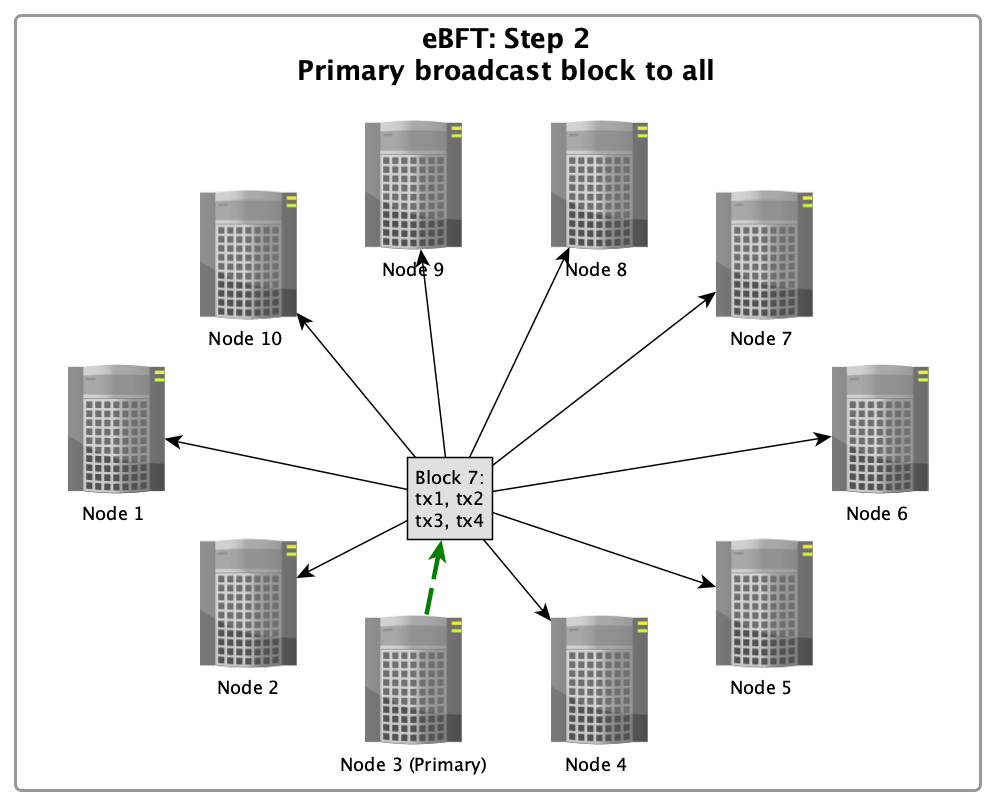 eBFT: Step 2
Primary broadcast block to all
Node 9
Node 8
Node 10
Node 7
Block 7:
tx1, tx2
tx3, tx4
Node 1
Node 6
Node 2
Node 5
Node 3 (Primary)
Node 4